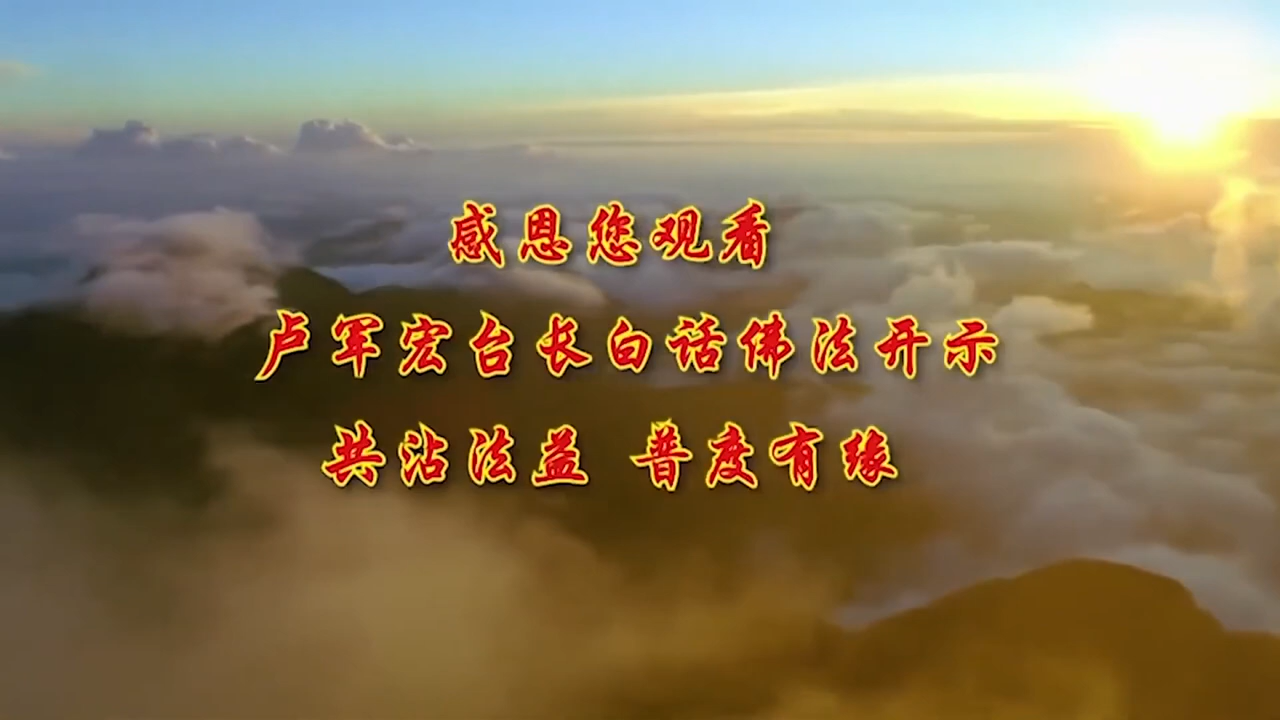 感恩您观看
卢军宏台长白话佛法开示
共沾法益 普度有缘